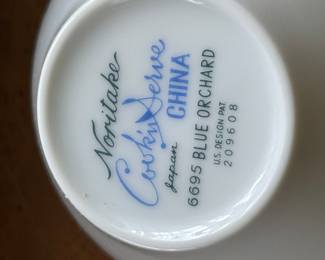 Noritake
Cook'n Serve
Japan CHINA
6695 BLUE ORCHARD
U.S. DESIGN PAT
209608